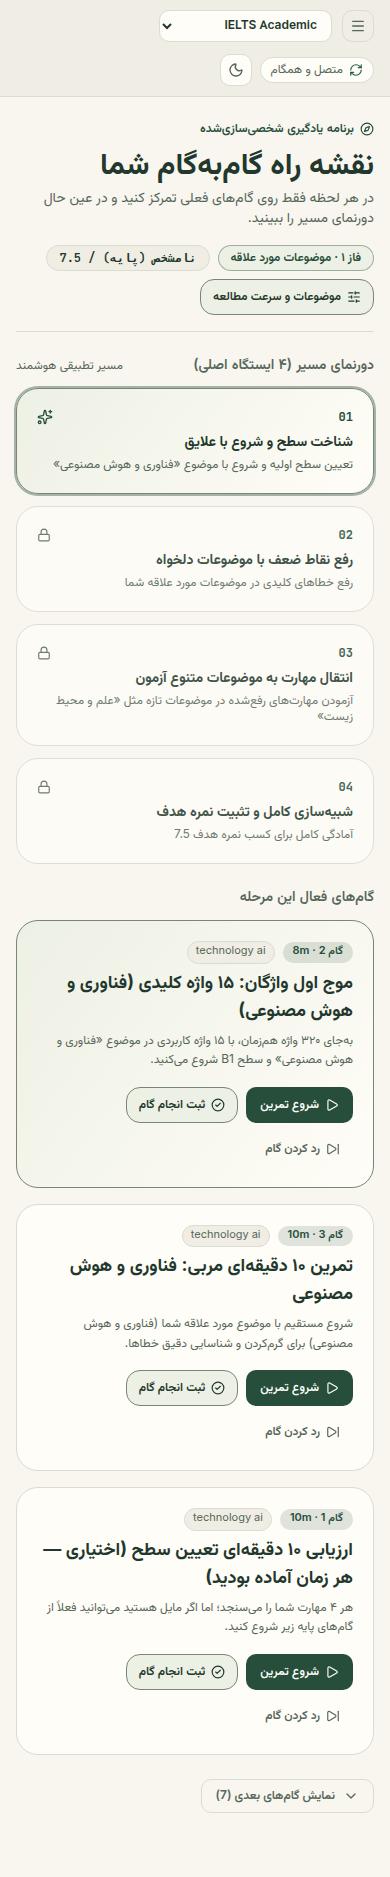 IELTS Academic
متصل و همگام
برنامه یادگیری شخصی‌سازی‌شده
نقشه راه گام‌به‌گام شما
در هر لحظه فقط روی گام‌های فعلی تمرکز کنید و در عین حال
دورنمای مسیر را ببینید.
فاز ۱ · موضوعات مورد علاقه
نامشخص (پایه) / 7.5
موضوعات و سرعت مطالعه
دورنمای مسیر (۴ ایستگاه اصلی)
مسیر تطبیقی هوشمند
01
شناخت سطح و شروع با علایق
تعیین سطح اولیه و شروع با موضوع «فناوری و هوش مصنوعی»
02
رفع نقاط ضعف با موضوعات دلخواه
رفع خطاهای کلیدی در موضوعات مورد علاقه شما
03
انتقال مهارت به موضوعات متنوع آزمون
آزمودن مهارت‌های رفع‌شده در موضوعات تازه مثل «علم و محیط
زیست»
04
شبیه‌سازی کامل و تثبیت نمره هدف
آمادگی کامل برای کسب نمره هدف 7.5
گام‌های فعال این مرحله
گام 2 · 8m
technology ai
موج اول واژگان: ۱۵ واژه کلیدی (فناوری و
هوش مصنوعی)
به‌جای ۳۲۰ واژه هم‌زمان، با ۱۵ واژه کاربردی در موضوع «فناوری و
هوش مصنوعی» و سطح B1 شروع می‌کنید.
شروع تمرین
ثبت انجام گام
رد کردن گام
گام 3 · 10m
technology ai
تمرین ۱۰ دقیقه‌ای مربی: فناوری و هوش
مصنوعی
شروع مستقیم با موضوع مورد علاقه شما (فناوری و هوش
مصنوعی) برای گرم‌کردن و شناسایی دقیق خطاها.
شروع تمرین
ثبت انجام گام
رد کردن گام
گام 1 · 10m
technology ai
ارزیابی ۱۰ دقیقه‌ای تعیین سطح (اختیاری —
هر زمان آماده بودید)
هر ۴ مهارت شما را می‌سنجد؛ اما اگر مایل هستید می‌توانید فعلاً از
گام‌های پایه زیر شروع کنید.
شروع تمرین
ثبت انجام گام
رد کردن گام
نمایش گام‌های بعدی (7)